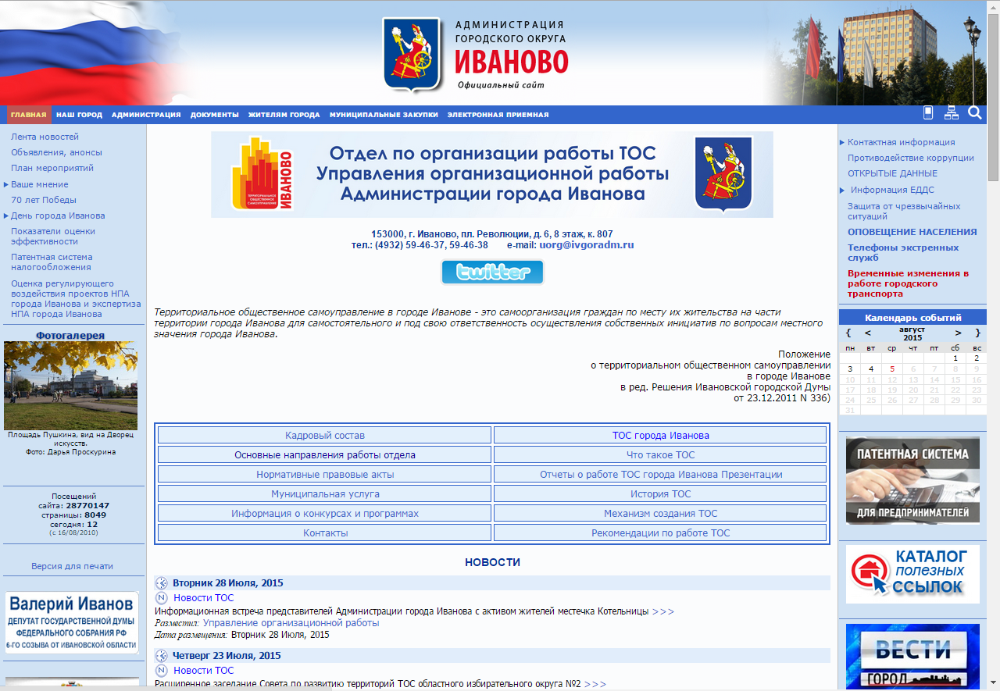 АДМИНИСТРАЦИЯ
ГОРОДСКОГО ОКРУГА
ИВАНОВО
Официальный сайт
ГЛАВНАЯ НАШ ГОРОД АДМИНИСТРАЦИЯ ДОКУМЕНТЫ ЖИТЕЛЯМ ГОРОДА МУНИЦИПАЛЬНЫЕ ЗАКУПКИ ЭЛЕКТРОННАЯ ПРИЕМНАЯ
Лента новостей
Объявления, анонсы
План мероприятий
Ваше мнение
70 лет Победы
День города Иванова
Показатели оценки
эффективности
Патентная система
налогообложения
Оценка регулирующего
воздействия проектов НПА
города Иванова и экспертиза
НПА города Иванова
Фотогалерея
Площадь Пушкина, вид на Дворец
искусств.
Фото: Дарья Проскурина
Посещений
сайта: 28770147
страницы: 8049
сегодня: 12
(с 16/08/2010)
Версия для печати
Валерий Иванов
ДЕПУТАТ ГОСУДАРСТВЕННОЙ ДУМЫ
ФЕДЕРАЛЬНОГО СОБРАНИЯ РФ
6-ГО СОЗЫВА ОТ ИВАНОВСКОЙ ОБЛАСТИ
ТЕРРИТОРИАЛЬНОЕ
ОБЩЕСТВЕННОЕ
САМОУПРАВЛЕНИЕ
ИВАНОВО
Отдел по организации работы ТОС
Управления организационной работы
Администрации города Иванова
153000, г. Иваново, пл. Революции, д. 6, 8 этаж, к. 807
тел.: (4932) 59-46-37, 59-46-38 e-mail: uorg@ivgoradm.ru
twitter
Территориальное общественное самоуправление в городе Иванове - это самоорганизация граждан по месту их жительства на части
территории города Иванова для самостоятельного и под свою ответственность осуществления собственных инициатив по вопросам местного
значения города Иванова.
Положение
о территориальном общественном самоуправлении
в городе Иванове
в ред. Решения Ивановской городской Думы
от 23.12.2011 N 336)
Кадровый состав ТОС города Иванова
Основные направления работы отдела Что такое ТОС
Нормативные правовые акты Отчеты о работе ТОС города Иванова Презентации
Муниципальная услуга История ТОС
Информация о конкурсах и программах Механизм создания ТОС
Контакты Рекомендации по работе ТОС
НОВОСТИ
Вторник 28 Июля, 2015
N Новости ТОС
Информационная встреча представителей Администрации города Иванова с активом жителей местечка Котельницы >>>
Разместил: Управление организационной работы
Дата размещения: Вторник 28 Июля, 2015
Четверг 23 Июля, 2015
N Новости ТОС
Расширенное заседание Совета по развитию территорий ТОС областного избирательного округа №2 >>>
Контактная информация
Противодействие коррупции
ОТКРЫТЫЕ ДАННЫЕ
Информация ЕДДС
Защита от чрезвычайных
ситуаций
ОПОВЕЩЕНИЕ НАСЕЛЕНИЯ
Телефоны экстренных
служб
Временные изменения в
работе городского
транспорта
Календарь событий
{ < август > }
2015
пн вт ср чт пт сб вс
1 2
3 4 5 6 7 8 9
10 11 12 13 14 15 16
17 18 19 20 21 22 23
24 25 26 27 28 29 30
31
ПАТЕНТНАЯ СИСТЕМА
ДЛЯ ПРЕДПРИНИМАТЕЛЕЙ
КАТАЛОГ
полезных
ССЫЛОК
ВЕСТИ
ГОРОД